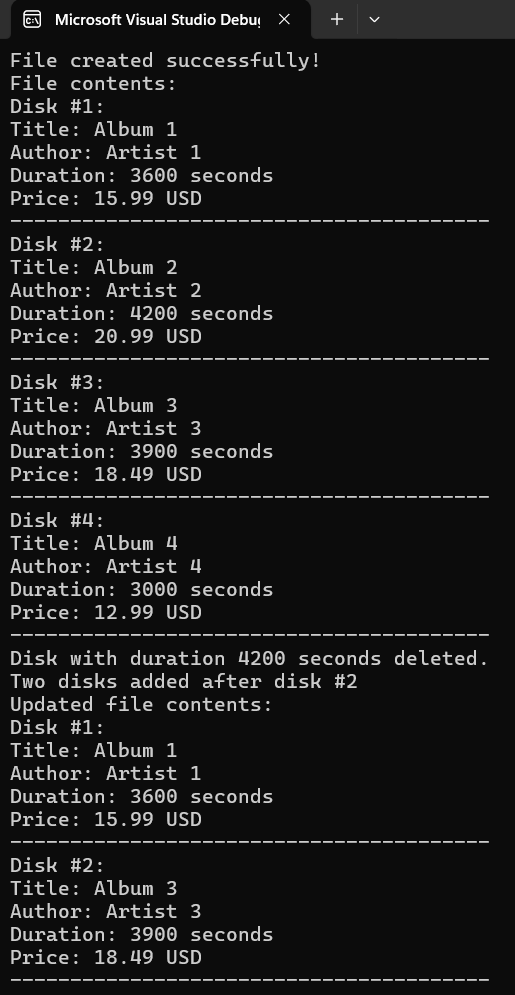 Microsoft Visual Studio Debug
File created successfully!
File contents:
Disk #1:
Title: Album 1
Author: Artist 1
Duration: 3600 seconds
Price: 15.99 USD
----------------------------------------
Disk #2:
Title: Album 2
Author: Artist 2
Duration: 4200 seconds
Price: 20.99 USD
----------------------------------------
Disk #3:
Title: Album 3
Author: Artist 3
Duration: 3900 seconds
Price: 18.49 USD
----------------------------------------
Disk #4:
Title: Album 4
Author: Artist 4
Duration: 3000 seconds
Price: 12.99 USD
----------------------------------------
Disk with duration 4200 seconds deleted.
Two disks added after disk #2
Updated file contents:
Disk #1:
Title: Album 1
Author: Artist 1
Duration: 3600 seconds
Price: 15.99 USD
----------------------------------------
Disk #2:
Title: Album 3
Author: Artist 3
Duration: 3900 seconds
Price: 18.49 USD
----------------------------------------